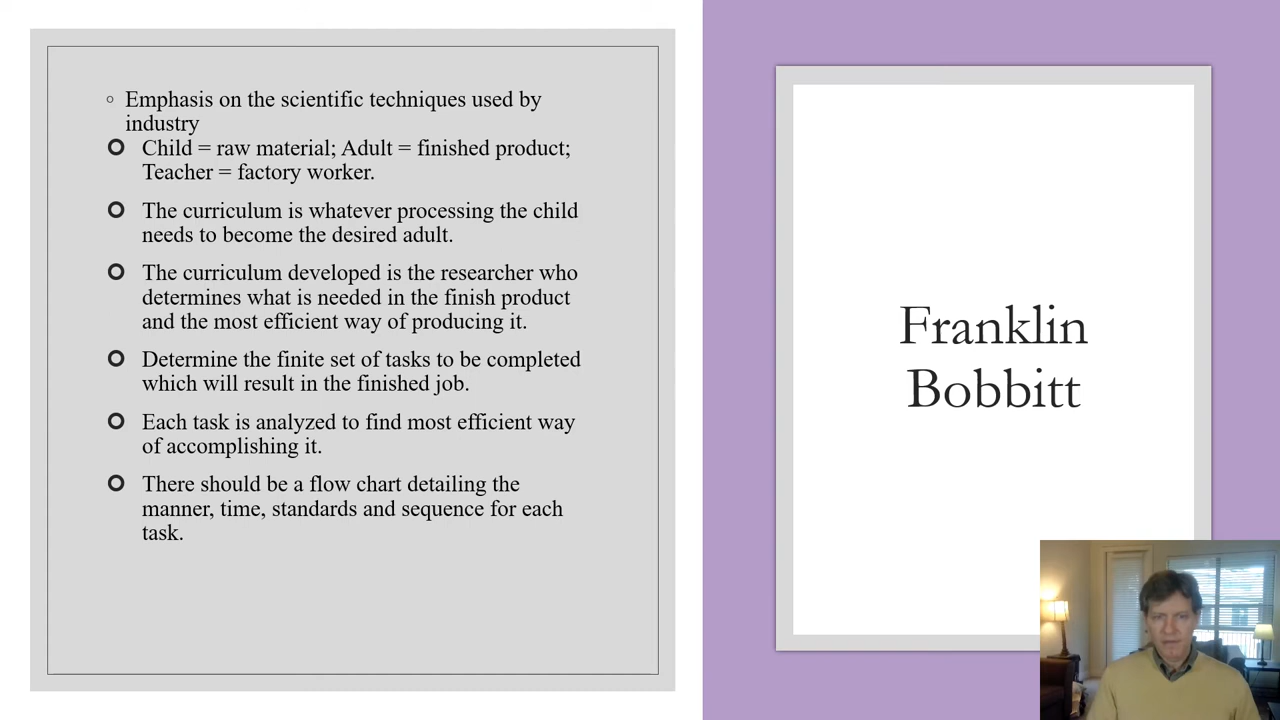 Emphasis on the scientific techniques used by
industry
Child = raw material; Adult = finished product;
Teacher = factory worker.
The curriculum is whatever processing the child
needs to become the desired adult.
The curriculum developed is the researcher who
determines what is needed in the finish product
and the most efficient way of producing it.
Determine the finite set of tasks to be completed
which will result in the finished job.
Each task is analyzed to find most efficient way
of accomplishing it.
There should be a flow chart detailing the
manner, time, standards and sequence for each
task.
Franklin
Bobbitt